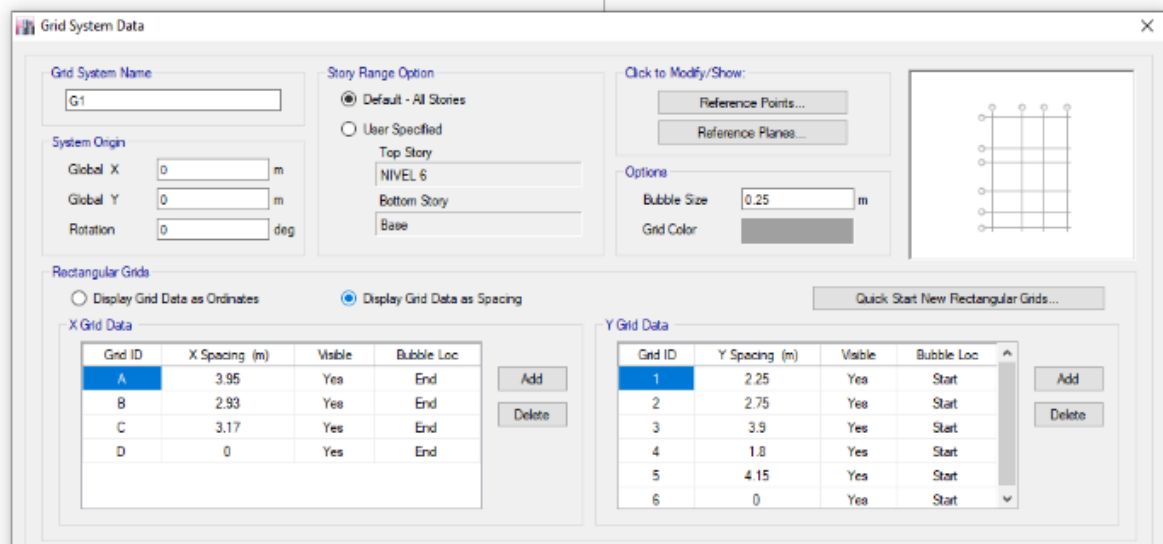 Grid System Data
Grid System Name
G1
System Origin
Global X 0 m
Global Y 0 m
Rotation 0 deg
Story Range Option
Default - All Stories
User Specified
Top Story
NIVEL 6
Bottom Story
Base
Click to Modify/Show:
Reference Points...
Reference Planes...
Options
Bubble Size 0.25 m
Grid Color
Rectangular Grids
Display Grid Data as Ordinates
Display Grid Data as Spacing
Quick Start New Rectangular Grids...
X Grid Data
Grid ID X Spacing (m) Visible Bubble Loc
A 3.95 Yes End
B 2.93 Yes End
C 3.17 Yes End
D 0 Yes End
Add
Delete
Y Grid Data
Grid ID Y Spacing (m) Visible Bubble Loc
1 2.25 Yes Start
2 2.75 Yes Start
3 3.9 Yes Start
4 1.8 Yes Start
5 4.15 Yes Start
6 0 Yes Start
Add
Delete